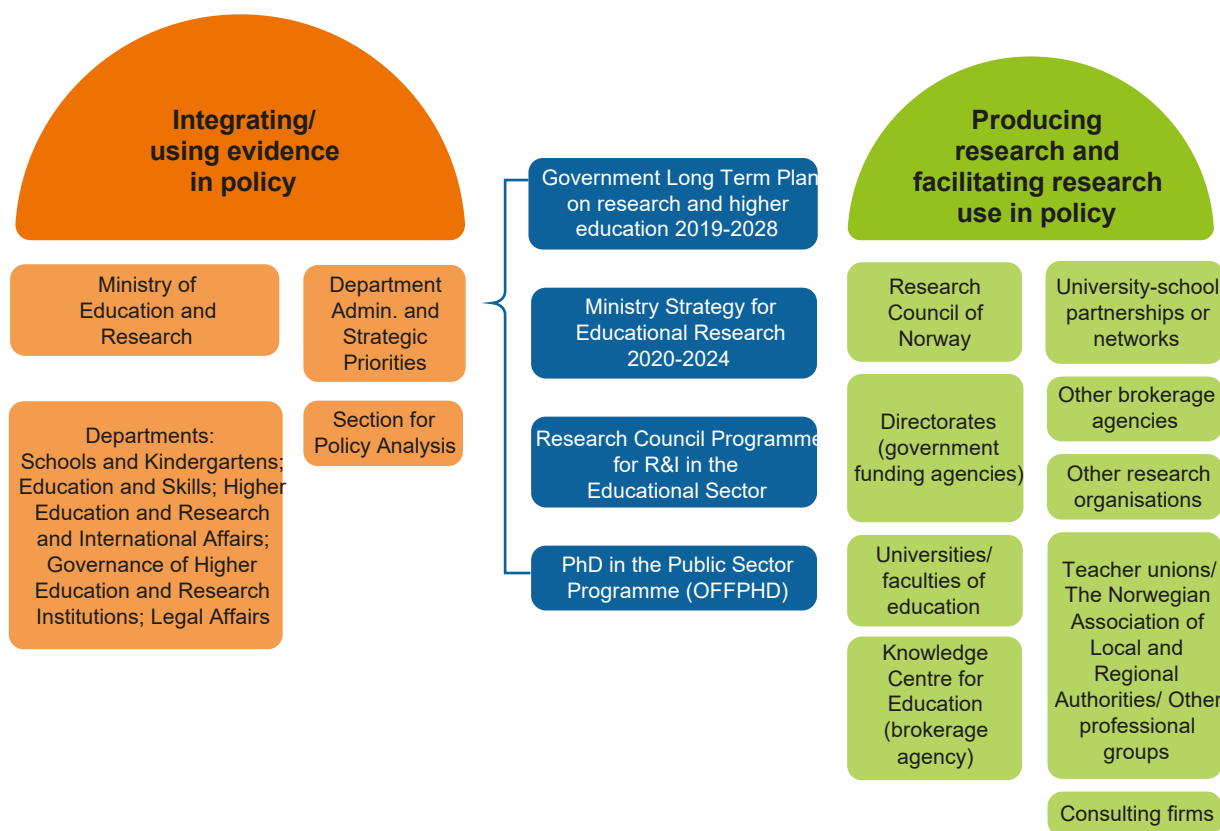 Integrating/
using evidence
in policy
Ministry of
Education and
Research
Departments:
Schools and Kindergartens;
Education and Skills; Higher
Education and Research
and International Affairs;
Governance of Higher
Education and Research
Institutions; Legal Affairs
Department
Admin. and
Strategic
Priorities
Section for
Policy Analysis
Government Long Term Plan
on research and higher
education 2019-2028
Ministry Strategy for
Educational Research
2020-2024
Research Council Programme
for R&I in the
Educational Sector
PhD in the Public Sector
Programme (OFFPHD)
Producing
research and
facilitating research
use in policy
Research
Council of
Norway
Directorates
(government
funding agencies)
Universities/
faculties of
education
Knowledge
Centre for
Education
(brokerage
agency)
University-school
partnerships or
networks
Other brokerage
agencies
Other research
organisations
Teacher unions/
The Norwegian
Association of
Local and
Regional
Authorities/ Other
professional
groups
Consulting firms